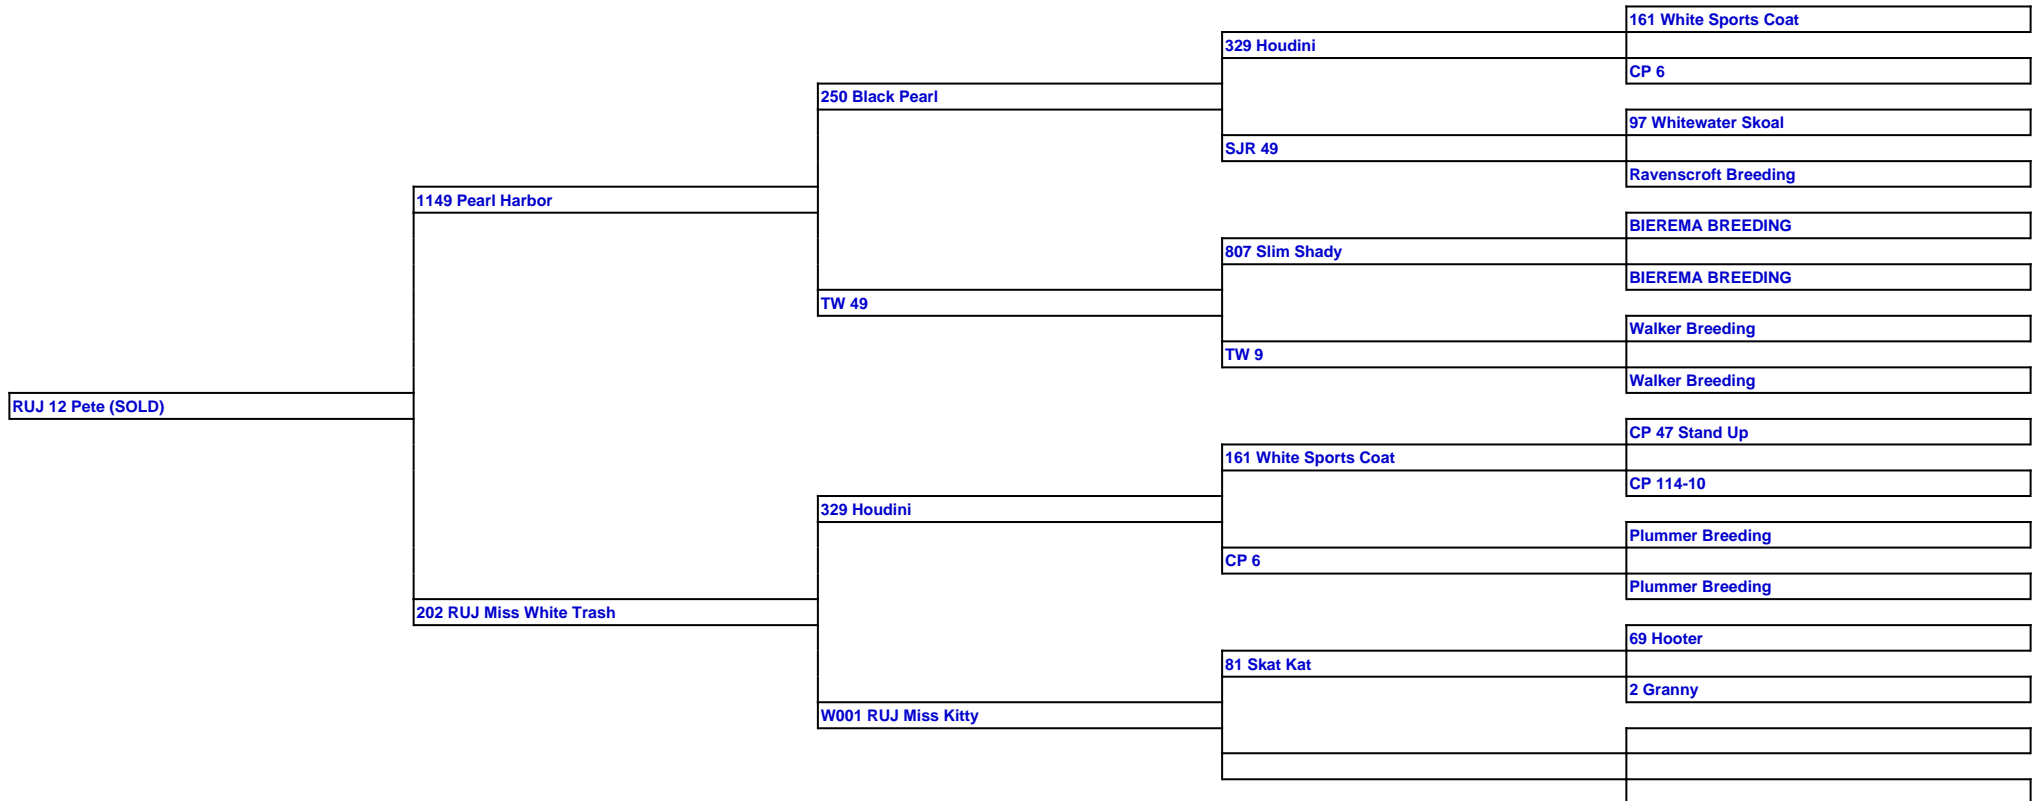 161 White Sports Coat
329 Houdini
CP 6
250 Black Pearl
97 Whitewater Skoal
SJR 49
Ravenscroft Breeding
1149 Pearl Harbor
BIEREMA BREEDING
807 Slim Shady
BIEREMA BREEDING
TW 49
Walker Breeding
TW 9
Walker Breeding
RUJ 12 Pete (SOLD)
CP 47 Stand Up
161 White Sports Coat
CP 114-10
329 Houdini
Plummer Breeding
CP 6
Plummer Breeding
202 RUJ Miss White Trash
69 Hooter
81 Skat Kat
2 Granny
W001 RUJ Miss Kitty